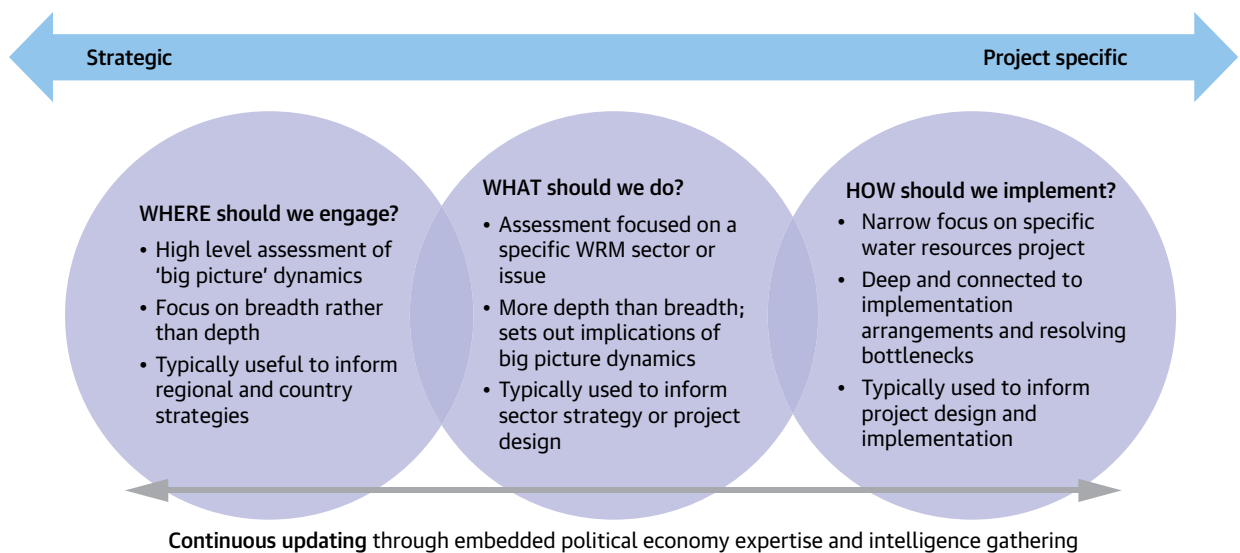 Strategic
Project specific
WHERE should we engage?
• High level assessment of
'big picture' dynamics
• Focus on breadth rather
than depth
• Typically useful to inform
regional and country
strategies
WHAT should we do?
• Assessment focused on a
specific WRM sector or
issue
• More depth than breadth;
sets out implications of
big picture dynamics
• Typically used to inform
sector strategy or project
design
HOW should we implement?
• Narrow focus on specific
water resources project
• Deep and connected to
implementation
arrangements and resolving
bottlenecks
• Typically used to inform
project design and
implementation
Continuous updating through embedded political economy expertise and intelligence gathering